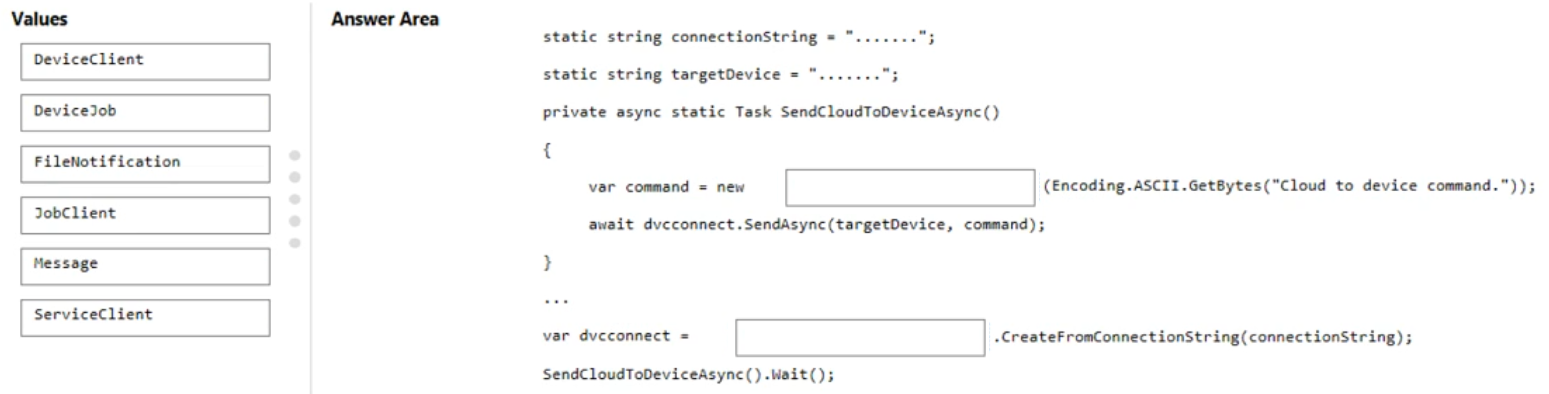 Values
DeviceClient
DeviceJob
FileNotification
JobClient
Message
ServiceClient
Answer Area
static string connectionString = ".......";
static string targetDevice = ".......";
private async static Task SendCloudToDeviceAsync()
{
var command = new (Encoding.ASCII.GetBytes("Cloud to device command."));
await dvcconnect.SendAsync(targetDevice, command);
}
...
var dvcconnect = .CreateFromConnectionString(connectionString);
SendCloudToDeviceAsync().Wait();